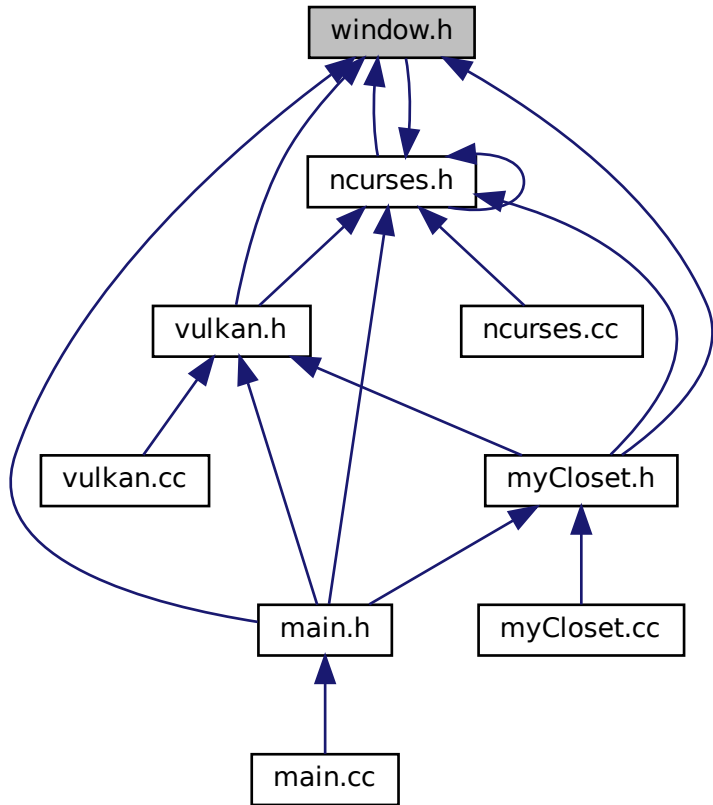 window.h
ncurses.h
vulkan.h
ncurses.cc
vulkan.cc
myCloset.h
main.h
myCloset.cc
main.cc